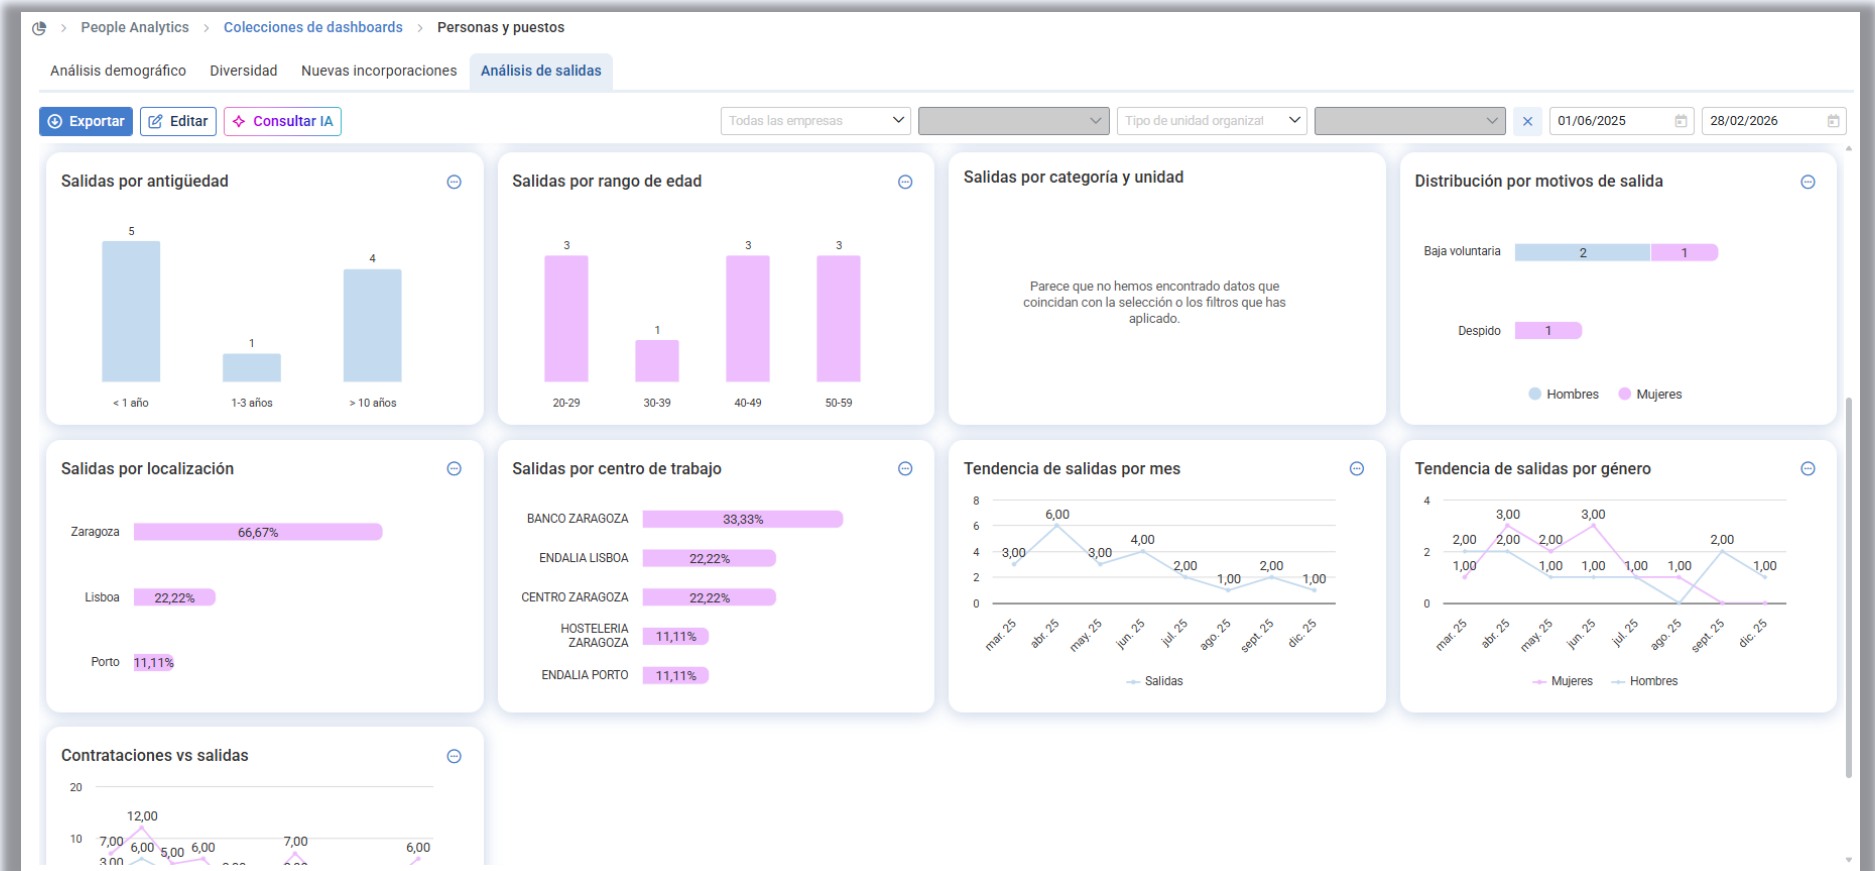 People Analytics > Colecciones de dashboards > Personas y puestos
Análisis demográfico Diversidad Nuevas incorporaciones Análisis de salidas
Exportar Editar Consultar IA Todas las empresas Tipo de unidad organizat 01/06/2025 28/02/2026
Salidas por antigüedad
5
4
1
< 1 año 1-3 años > 10 años
Salidas por rango de edad
3 3 3
1
20-29 30-39 40-49 50-59
Salidas por categoría y unidad
Parece que no hemos encontrado datos que
coincidan con la selección o los filtros que has
aplicado.
Distribución por motivos de salida
Baja voluntaria 2 1
Despido 1
Hombres Mujeres
Salidas por localización
Zaragoza 66,67%
Lisboa 22,22%
Porto 11,11%
Salidas por centro de trabajo
BANCO ZARAGOZA 33,33%
ENDALIA LISBOA 22,22%
CENTRO ZARAGOZA 22,22%
HOSTELERIA
ZARAGOZA 11,11%
ENDALIA PORTO 11,11%
Tendencia de salidas por mes
8
6,00
6
4,00
4 3,00 3,00
2,00 2,00
2 1,00 1,00
0
mar. 25 abr. 25 may. 25 jun. 25 jul. 25 ago. 25 sept. 25 dic. 25
Salidas
Tendencia de salidas por género
4
3,00 3,00
2,00 2,00 2,00 2,00
2
1,00 1,00 1,00 1,00 1,00 1,00
0
mar. 25 abr. 25 may. 25 jun. 25 jul. 25 ago. 25 sept. 25 dic. 25
Mujeres Hombres
Contrataciones vs salidas
20
12,00
10 7,00 6,00 5,00 6,00 7,00 6,00
3,00